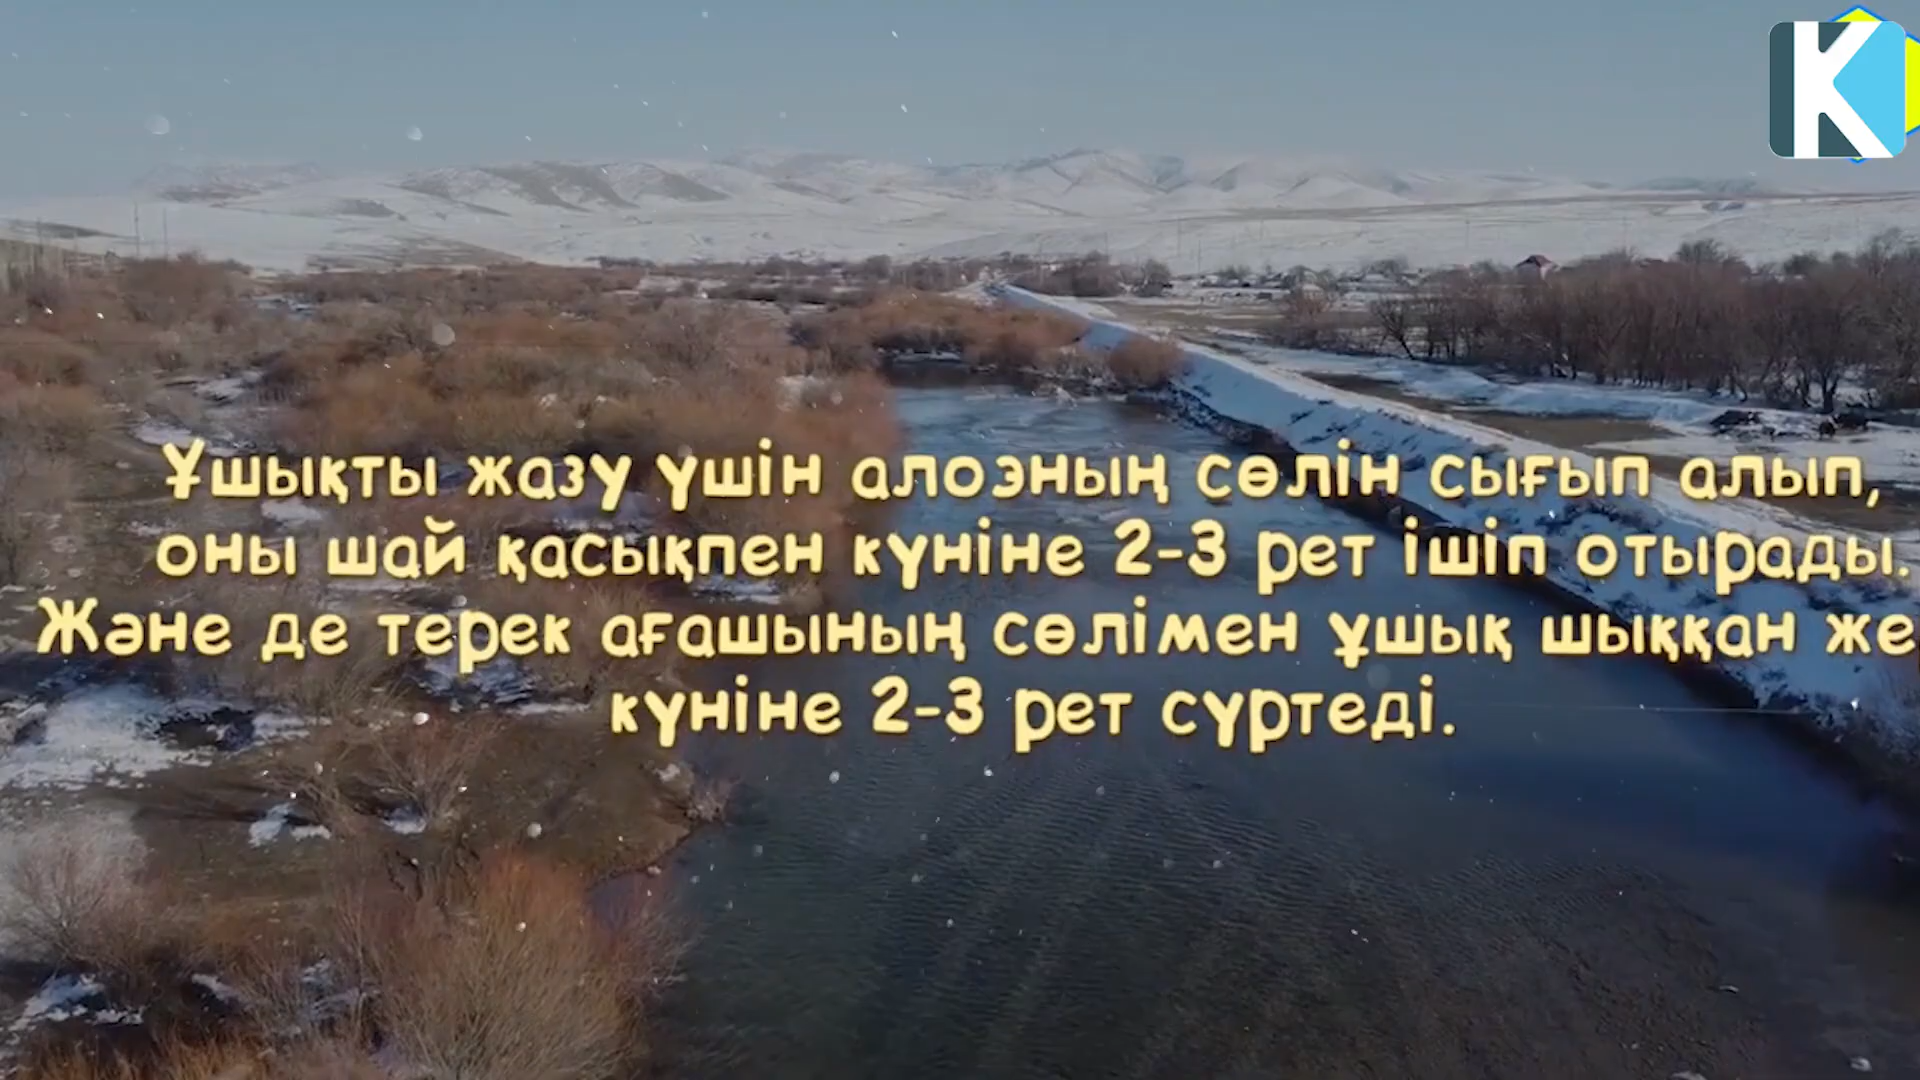 K
Ұшықты жазу үшін алоэның сөлін сығып алып,
оны шай қасықпен күніне 2-3 рет ішіп отырады.
Және де терек ағашының сөлімен ұшық шыққан же
күніне 2-3 рет сүртеді.